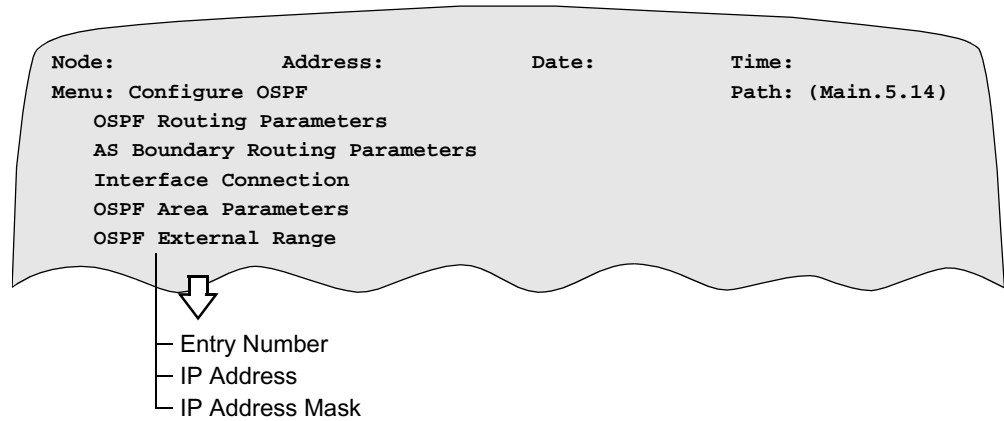 Node: Address: Date: Time:
Menu: Configure OSPF Path: (Main.5.14)
OSPF Routing Parameters
AS Boundary Routing Parameters
Interface Connection
OSPF Area Parameters
OSPF External Range
Entry Number
IP Address
IP Address Mask